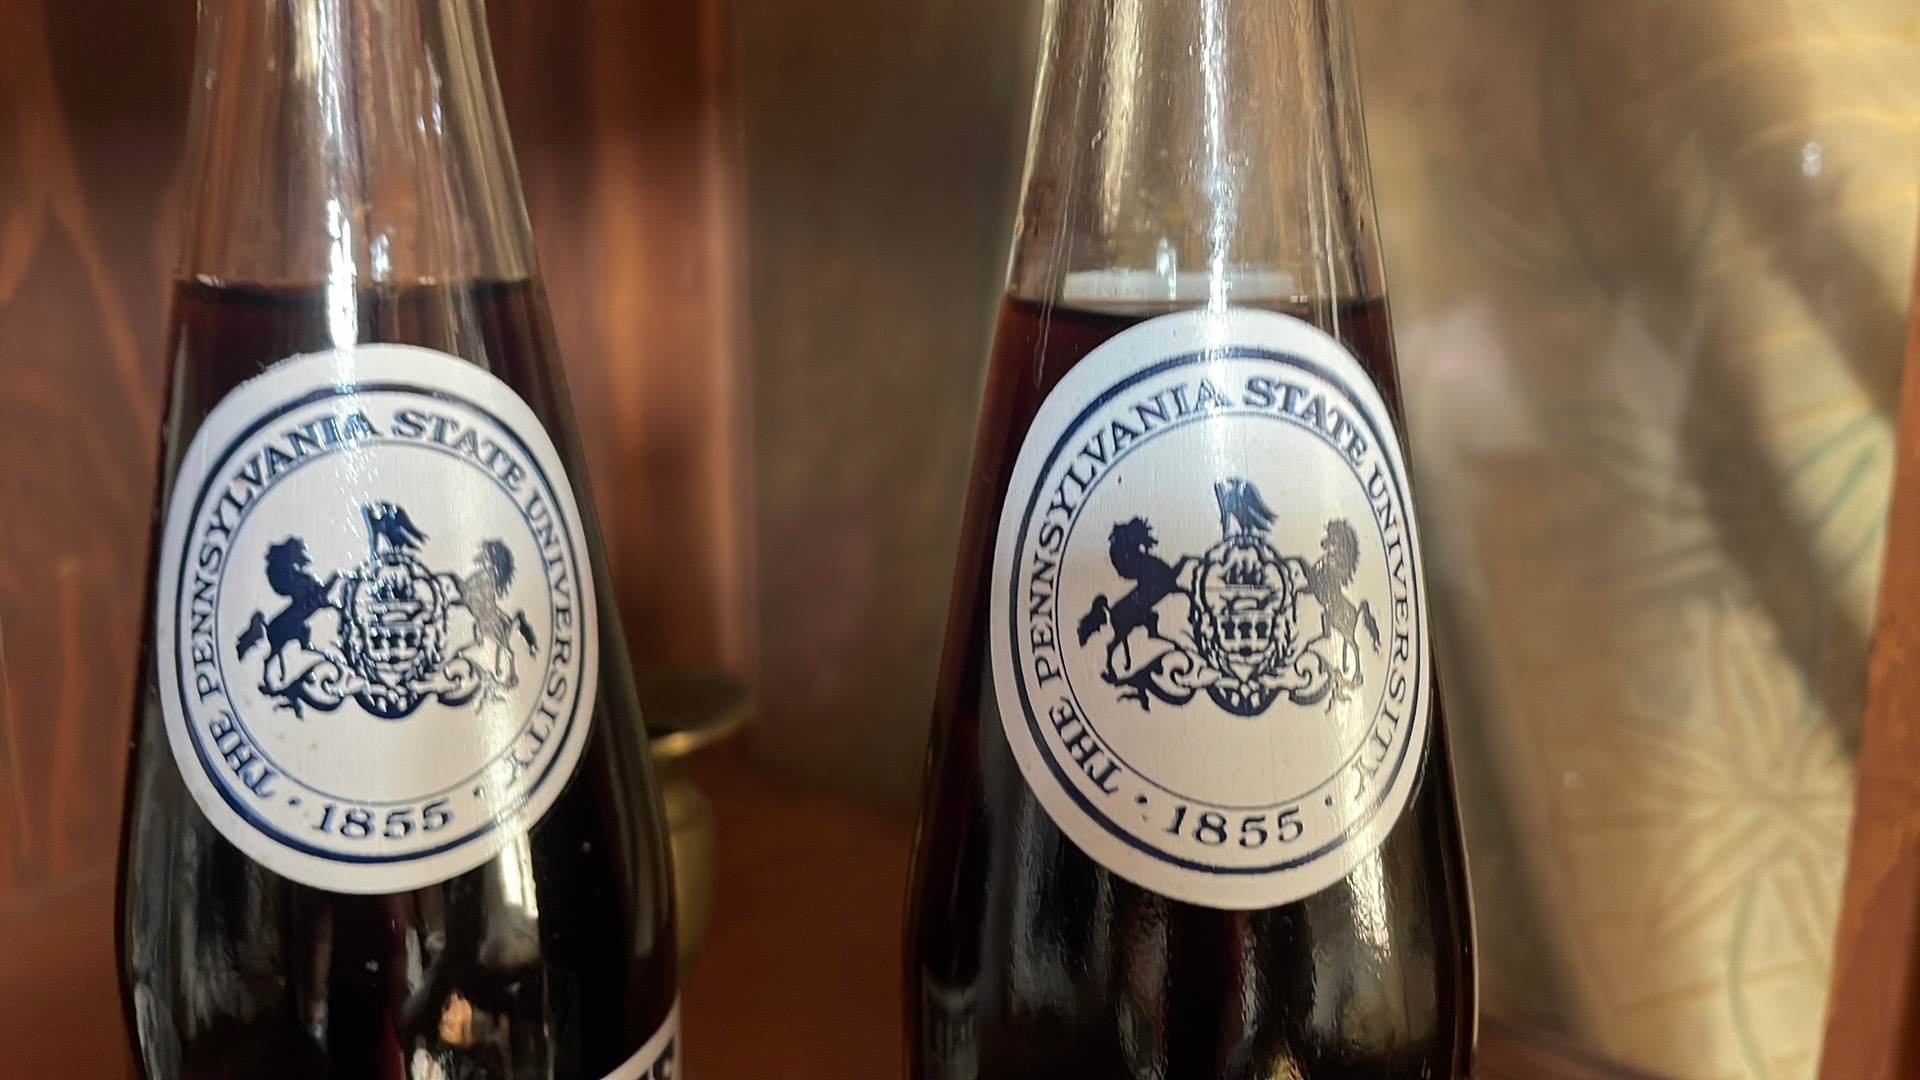 THE PENNSYLVANIA STATE UNIVERSITY
· 1855 ·
THE PENNSYLVANIA STATE UNIVERSITY
· 1855 ·